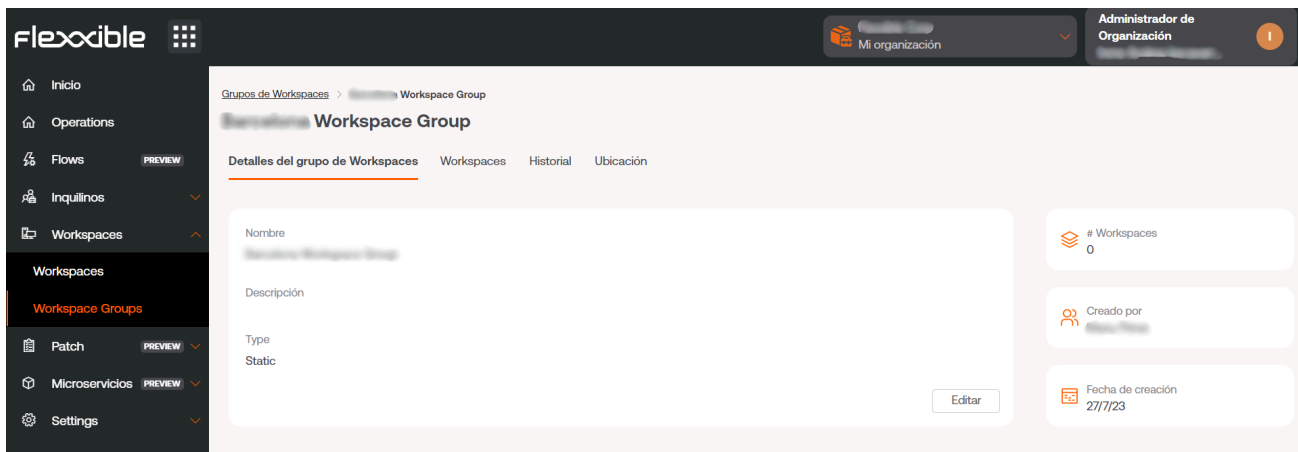 Flexxible
Mi organización
Administrador de
Organización
I
Inicio
Operations
Flows PREVIEW
Inquilinos
Workspaces
Workspaces
Workspace Groups
Patch PREVIEW
Microservicios PREVIEW
Settings
Grupos de Workspaces > Workspace Group
Workspace Group
Detalles del grupo de Workspaces Workspaces Historial Ubicación
Nombre
Descripción
Type
Static
Editar
# Workspaces
0
Creado por
Fecha de creación
27/7/23